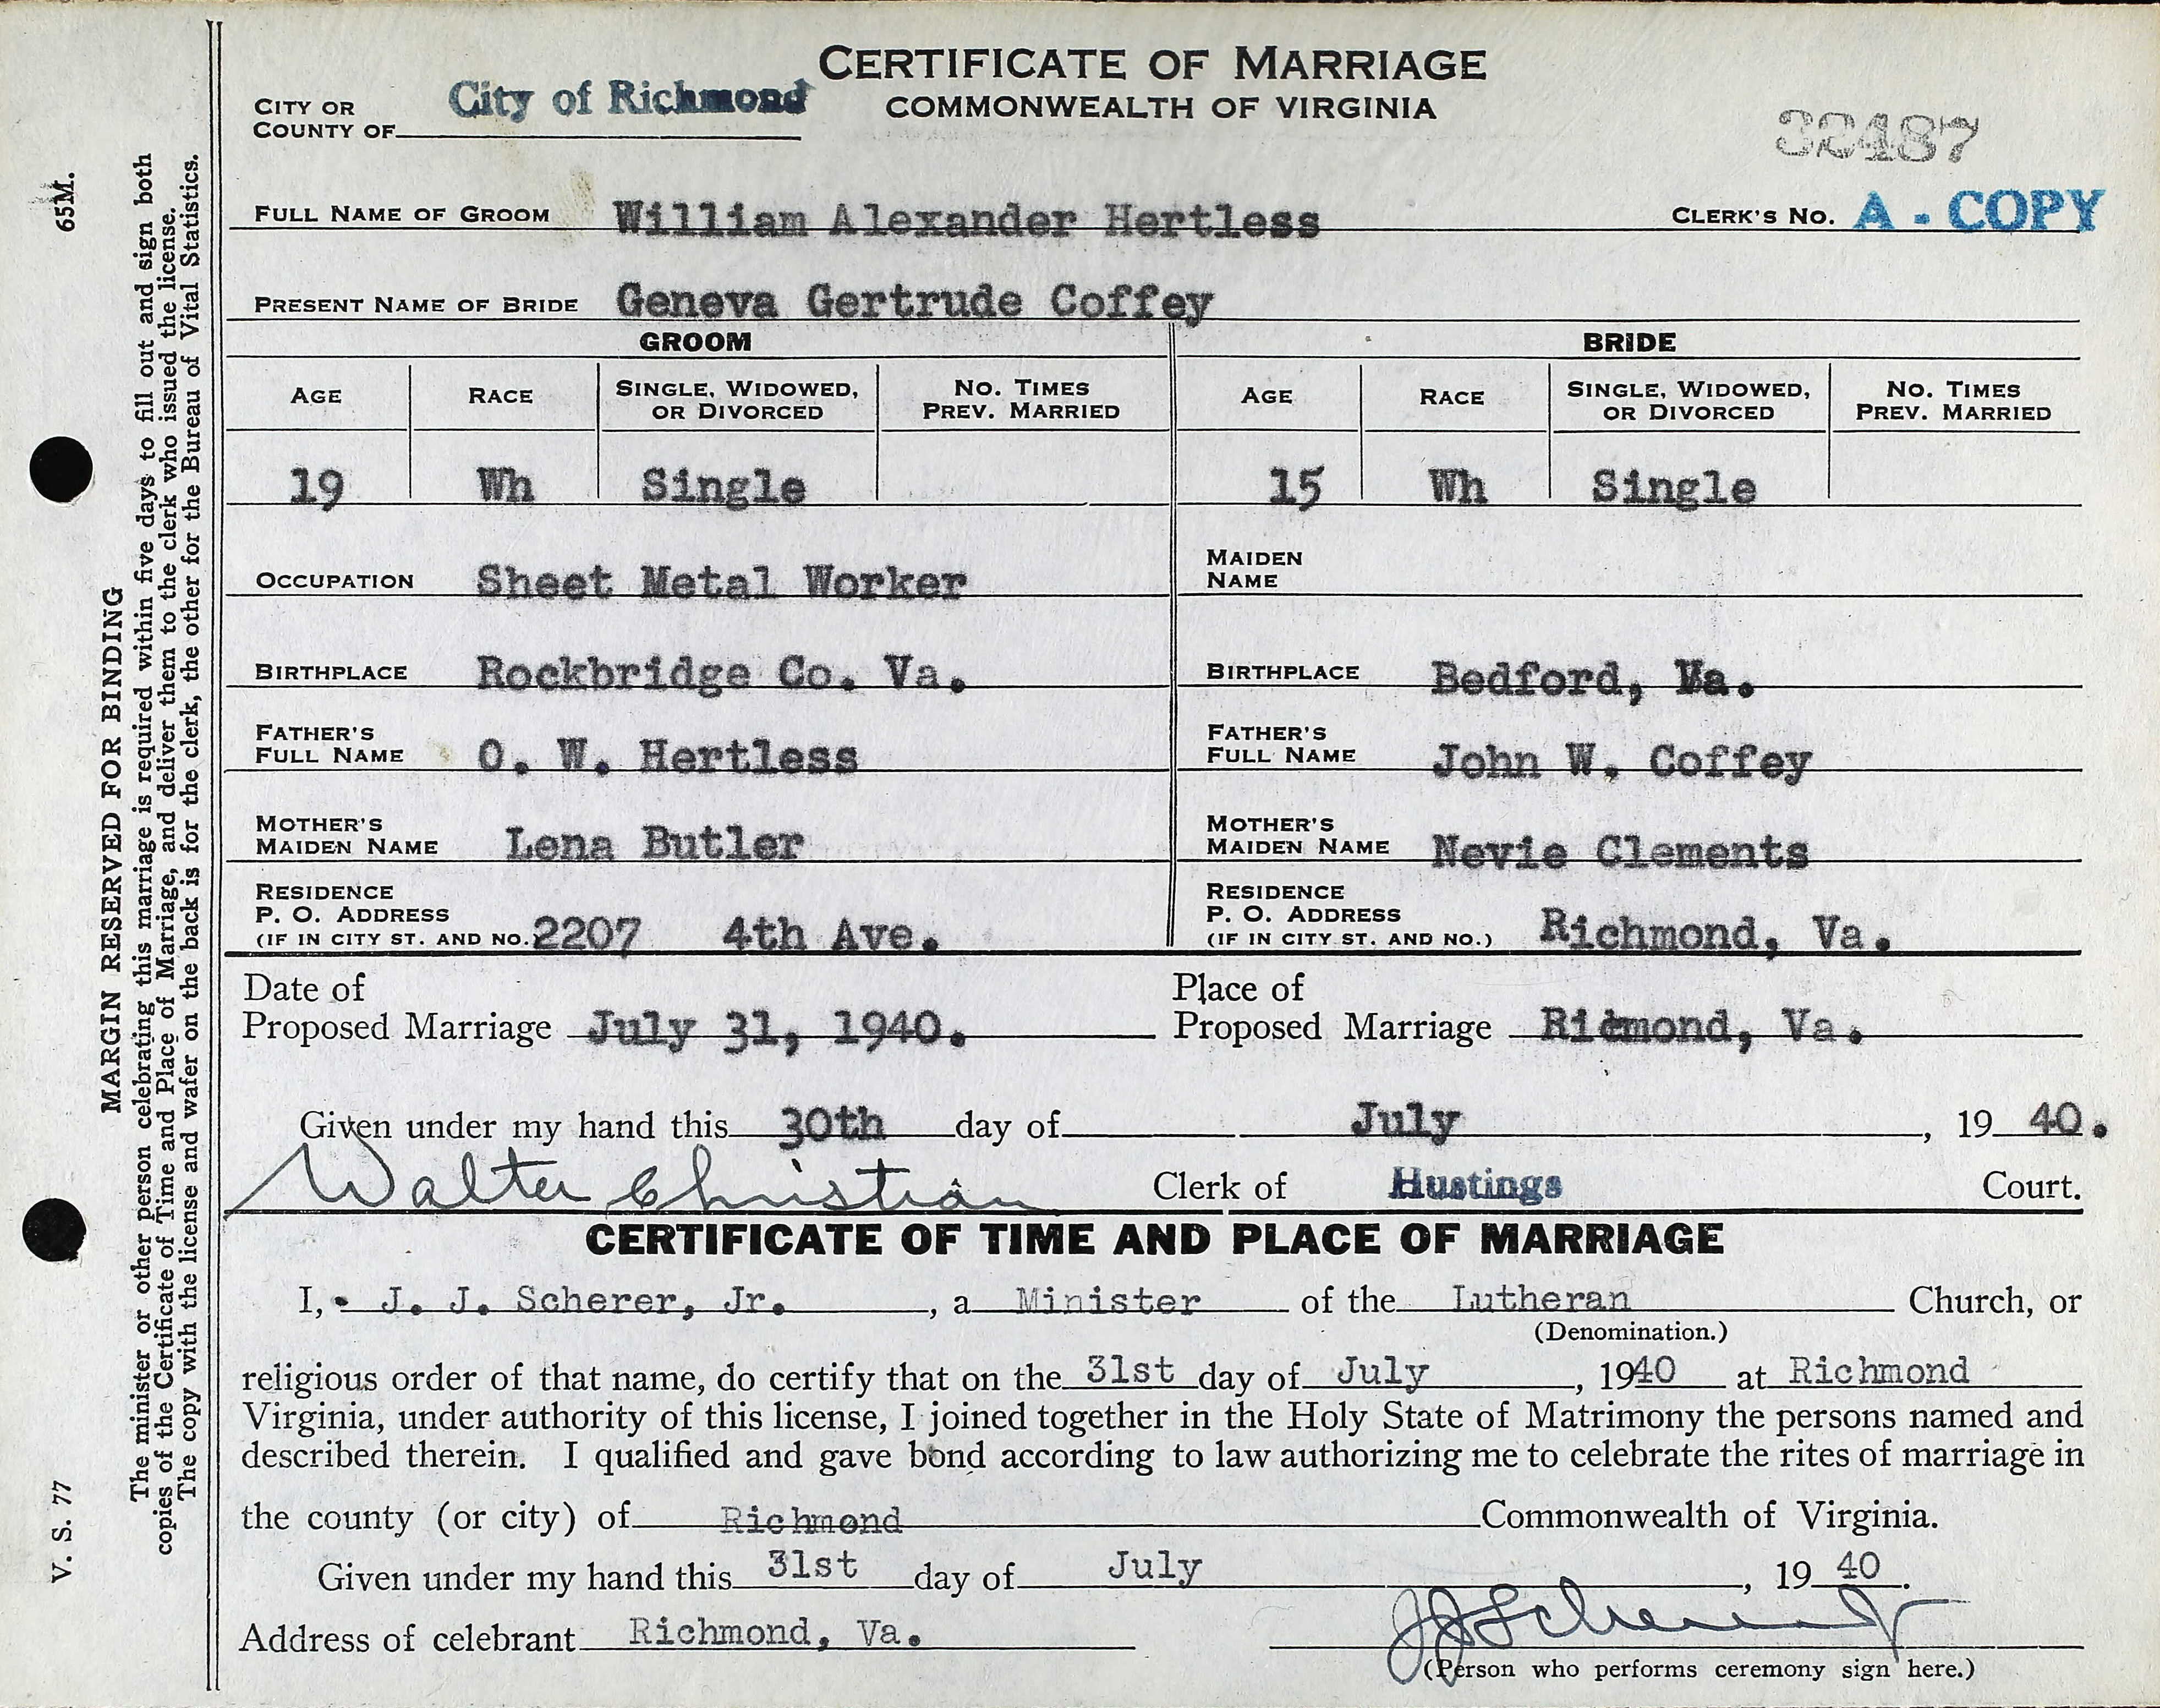 CERTIFICATE OF MARRIAGE
COMMONWEALTH OF VIRGINIA
CITY OR
COUNTY OF City of Richmond
32487
FULL NAME OF GROOM William Alexander Hertless CLERK'S NO. A - COPY
PRESENT NAME OF BRIDE Geneva Gertrude Coffey
GROOM BRIDE
AGE RACE SINGLE, WIDOWED, OR DIVORCED NO. TIMES PREV. MARRIED AGE RACE SINGLE, WIDOWED, OR DIVORCED NO. TIMES PREV. MARRIED
19 Wh Single 15 Wh Single
OCCUPATION Sheet Metal Worker MAIDEN NAME
BIRTHPLACE Rockbridge Co. Va. BIRTHPLACE Bedford, Va.
FATHER'S FULL NAME O. W. Hertless FATHER'S FULL NAME John W. Coffey
MOTHER'S MAIDEN NAME Lena Butler MOTHER'S MAIDEN NAME Nevie Clements
RESIDENCE RESIDENCE
P. O. ADDRESS P. O. ADDRESS
(IF IN CITY ST. AND NO. 2207 4th Ave. (IF IN CITY ST. AND NO.) Richmond, Va.
Date of Place of
Proposed Marriage July 31, 1940. Proposed Marriage Ricmond, Va.
Given under my hand this 30th day of July, 19 40.
Walter Christian Clerk of Hustings Court.
CERTIFICATE OF TIME AND PLACE OF MARRIAGE
I, J. J. Scherer, Jr., a Minister of the Lutheran Church, or
(Denomination.)
religious order of that name, do certify that on the 31st day of July, 1940 at Richmond
Virginia, under authority of this license, I joined together in the Holy State of Matrimony the persons named and
described therein. I qualified and gave bond according to law authorizing me to celebrate the rites of marriage in
the county (or city) of Richmond Commonwealth of Virginia.
Given under my hand this 31st day of July, 19 40.
Address of celebrant Richmond, Va. J J Scherer Jr
(Person who performs ceremony sign here.)
V. S. 77 65M.
MARGIN RESERVED FOR BINDING
The minister or other person celebrating this marriage is required within five days to fill out and sign both
copies of the Certificate of Time and Place of Marriage, and deliver them to the clerk who issued the license.
The copy with the license and wafer on the back is for the clerk, the other for the Bureau of Vital Statistics.